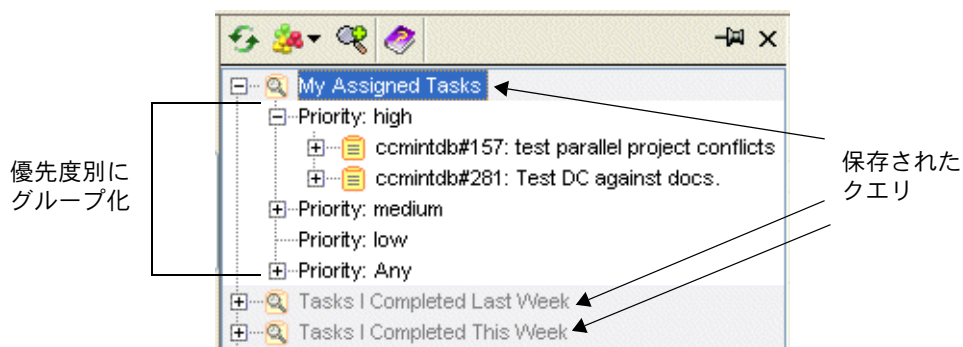 My Assigned Tasks
Priority: high
ccmintdb#157: test parallel project conflicts
ccmintdb#281: Test DC against docs.
Priority: medium
Priority: low
Priority: Any
Tasks I Completed Last Week
Tasks I Completed This Week
優先度別に
グループ化
保存された
クエリ